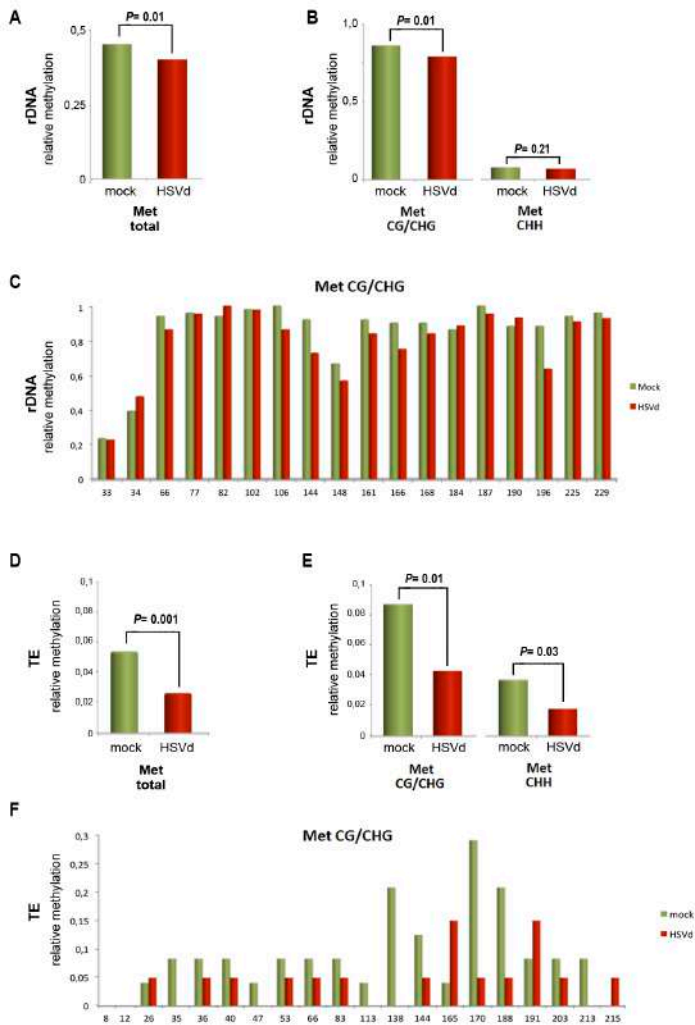 A
P= 0.01
0,5
0,25
0
rDNA
relative methylation
mock HSVd
Met
total
B
P= 0.01
1,0
0,5
0
rDNA
relative methylation
P= 0.21
mock HSVd
mock HSVd
Met
CG/CHG
Met
CHH
C
Met CG/CHG
1
0,8
0,6
0,4
0,2
0
rDNA
relative methylation
Mock
HSVd
33 34 66 77 82 102 106 144 148 161 166 168 184 187 190 196 225 229
D
0,1
0,08
0,06
0,04
0,02
0
TE
relative methylation
P= 0.001
mock HSVd
Met
total
E
0,1
0.08
0.06
0.04
0.02
0
TE
relative methylation
P= 0.01
P= 0.03
mock HSVd
mock HSVd
Met
CG/CHG
Met
CHH
F
Met CG/CHG
0,3
0,25
0,2
0,15
0,1
0.05
0
TE
relative methylation
mock
HSVd
8 12 26 35 36 40 47 53 66 83 113 138 144 165 170 188 191 203 213 215